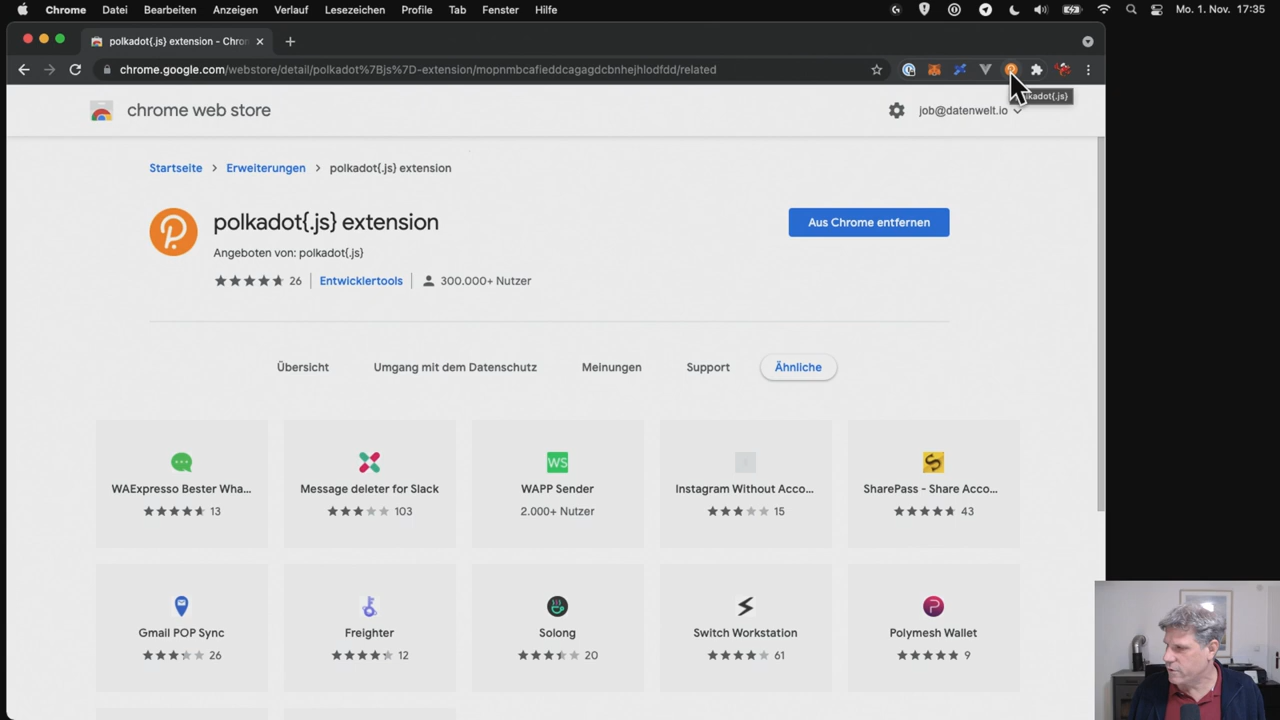 Chrome Datei Bearbeiten Anzeigen Verlauf Lesezeichen Profile Tab Fenster Hilfe Mo. 1. Nov. 17:35
polkadot{.js} extension - Chro
chrome.google.com/webstore/detail/polkadot%7Bjs%7D-extension/mopnmbcafieddcagagdcbnhejhlodfdd/related
kadot{.js}
chrome web store job@datenwelt.io
Startseite > Erweiterungen > polkadot{.js} extension
polkadot{.js} extension
Aus Chrome entfernen
Angeboten von: polkadot{.js}
26 Entwicklertools 300.000+ Nutzer
Übersicht Umgang mit dem Datenschutz Meinungen Support Ähnliche
WS
WAExpresso Bester Wha... Message deleter for Slack WAPP Sender Instagram Without Acco... SharePass - Share Acco...
13 103 2.000+ Nutzer 15 43
Gmail POP Sync Freighter Solong Switch Workstation Polymesh Wallet
26 12 20 61 9